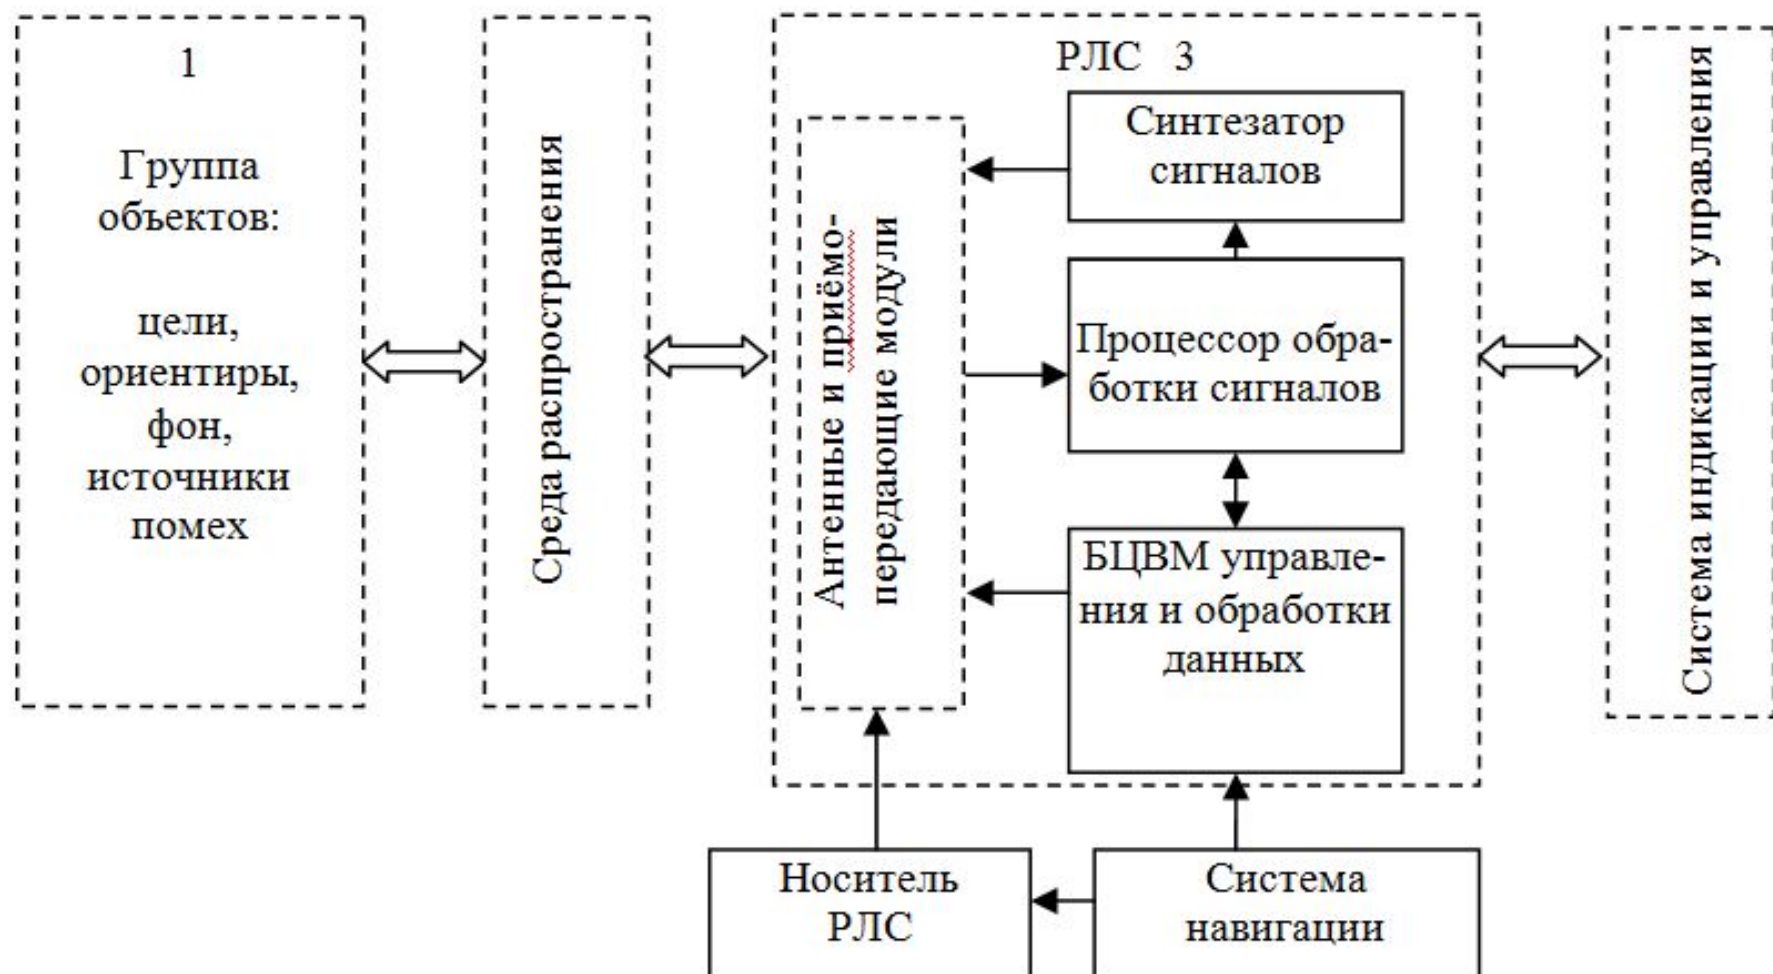 1
Группа
объектов:
цели,
ориентиры,
фон,
источники
помех
Среда распространения
РЛС 3
Антенные и приёмо-
передающие модули
Синтезатор
сигналов
Процессор обра-
ботки сигналов
БЦВМ управле-
ния и обработки
данных
Система индикации и управления
Носитель
РЛС
Система
навигации